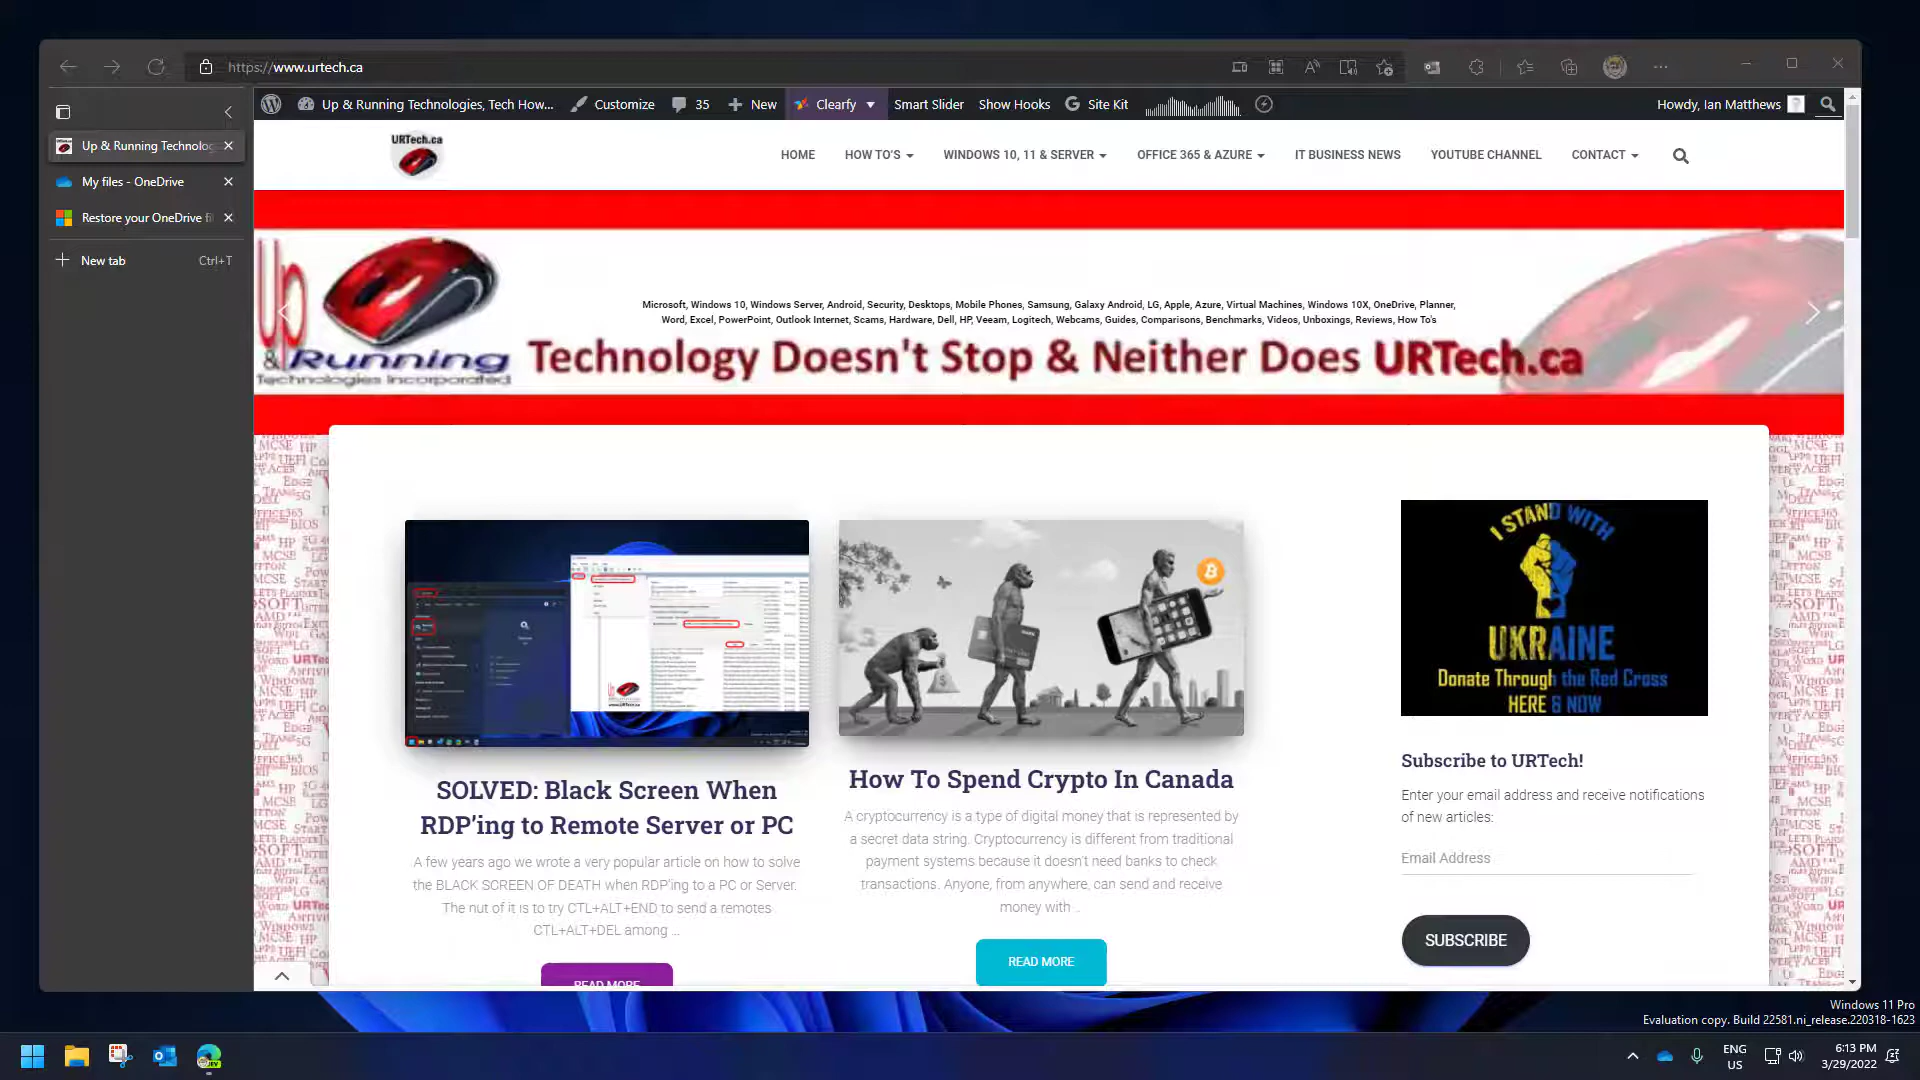 https://www.urtech.ca
Up & Running Technologies, Tech How...
Customize
35
New
Clearfy
Smart Slider
Show Hooks
Site Kit
Howdy, Ian Matthews
Up & Running Technolog
My files - OneDrive
Restore your OneDrive fi
New tab
Ctrl+T
URTech.ca
HOME
HOW TO'S
WINDOWS 10, 11 & SERVER
OFFICE 365 & AZURE
IT BUSINESS NEWS
YOUTUBE CHANNEL
CONTACT
Up
& Running
Technologies Incorporated
Microsoft, Windows 10, Windows Server, Android, Security, Desktops, Mobile Phones, Samsung, Galaxy Android, LG, Apple, Azure, Virtual Machines, Windows 10X, OneDrive, Planner,
Word, Excel, PowerPoint, Outlook Internet, Scams, Hardware, Dell, HP, Veeam, Logitech, Webcams, Guides, Comparisons, Benchmarks, Videos, Unboxings, Reviews, How To's
Technology Doesn't Stop & Neither Does URTech.ca
SOLVED: Black Screen When
RDP'ing to Remote Server or PC
A few years ago we wrote a very popular article on how to solve
the BLACK SCREEN OF DEATH when RDP'ing to a PC or Server.
The nut of it is to try CTL+ALT+END to send a remotes
CTL+ALT+DEL among ...
READ MORE
How To Spend Crypto In Canada
A cryptocurrency is a type of digital money that is represented by
a secret data string. Cryptocurrency is different from traditional
payment systems because it doesn't need banks to check
transactions. Anyone, from anywhere, can send and receive
money with ...
READ MORE
I STAND WITH
UKRAINE
Donate Through the Red Cross
HERE & NOW
Subscribe to URTech!
Enter your email address and receive notifications
of new articles:
Email Address
SUBSCRIBE
Windows 11 Pro
Evaluation copy. Build 22581.ni_release.220318-1623
ENG
US
6:13 PM
3/29/2022